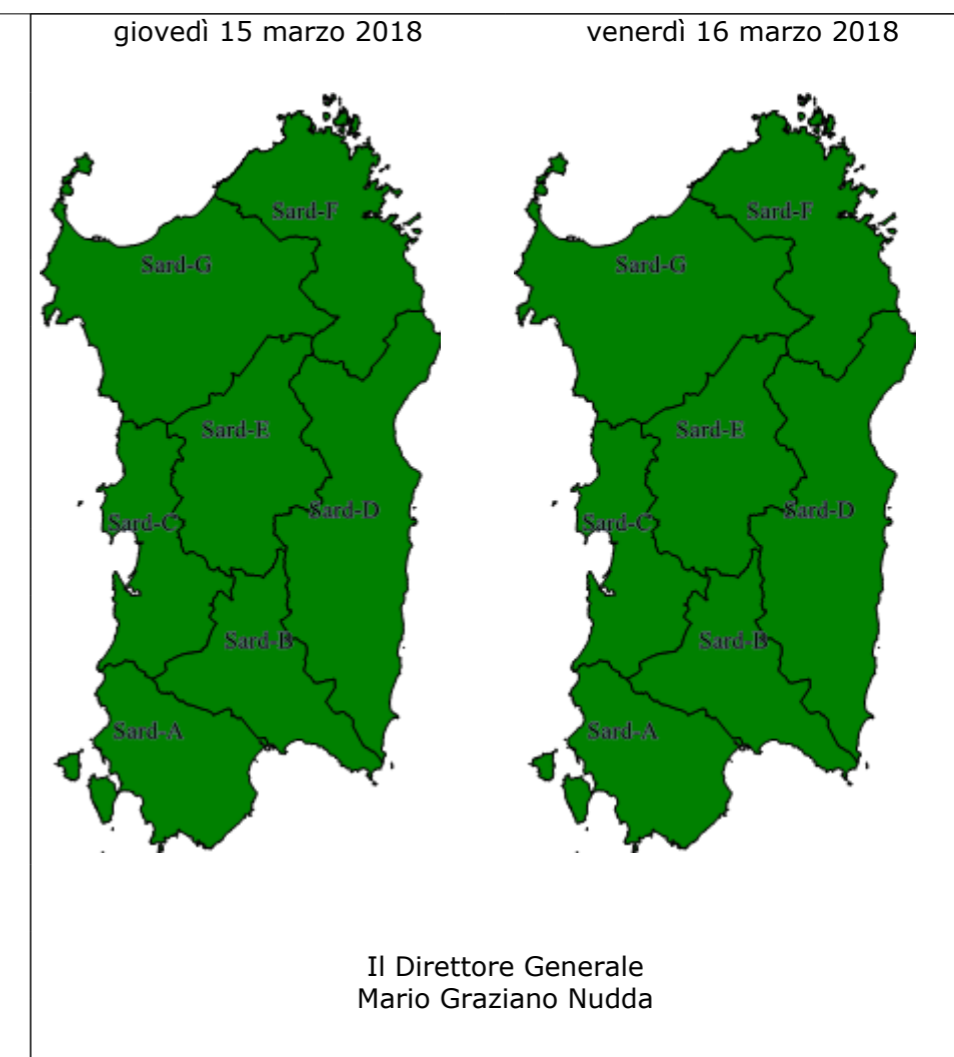 giovedì 15 marzo 2018
venerdì 16 marzo 2018
Sard-F
Sard-G
Sard-E
Sard-D
Sard-C
Sard-B
Sard-A
Sard-F
Sard-G
Sard-E
Sard-D
Sard-C
Sard-B
Sard-A
Il Direttore Generale
Mario Graziano Nudda